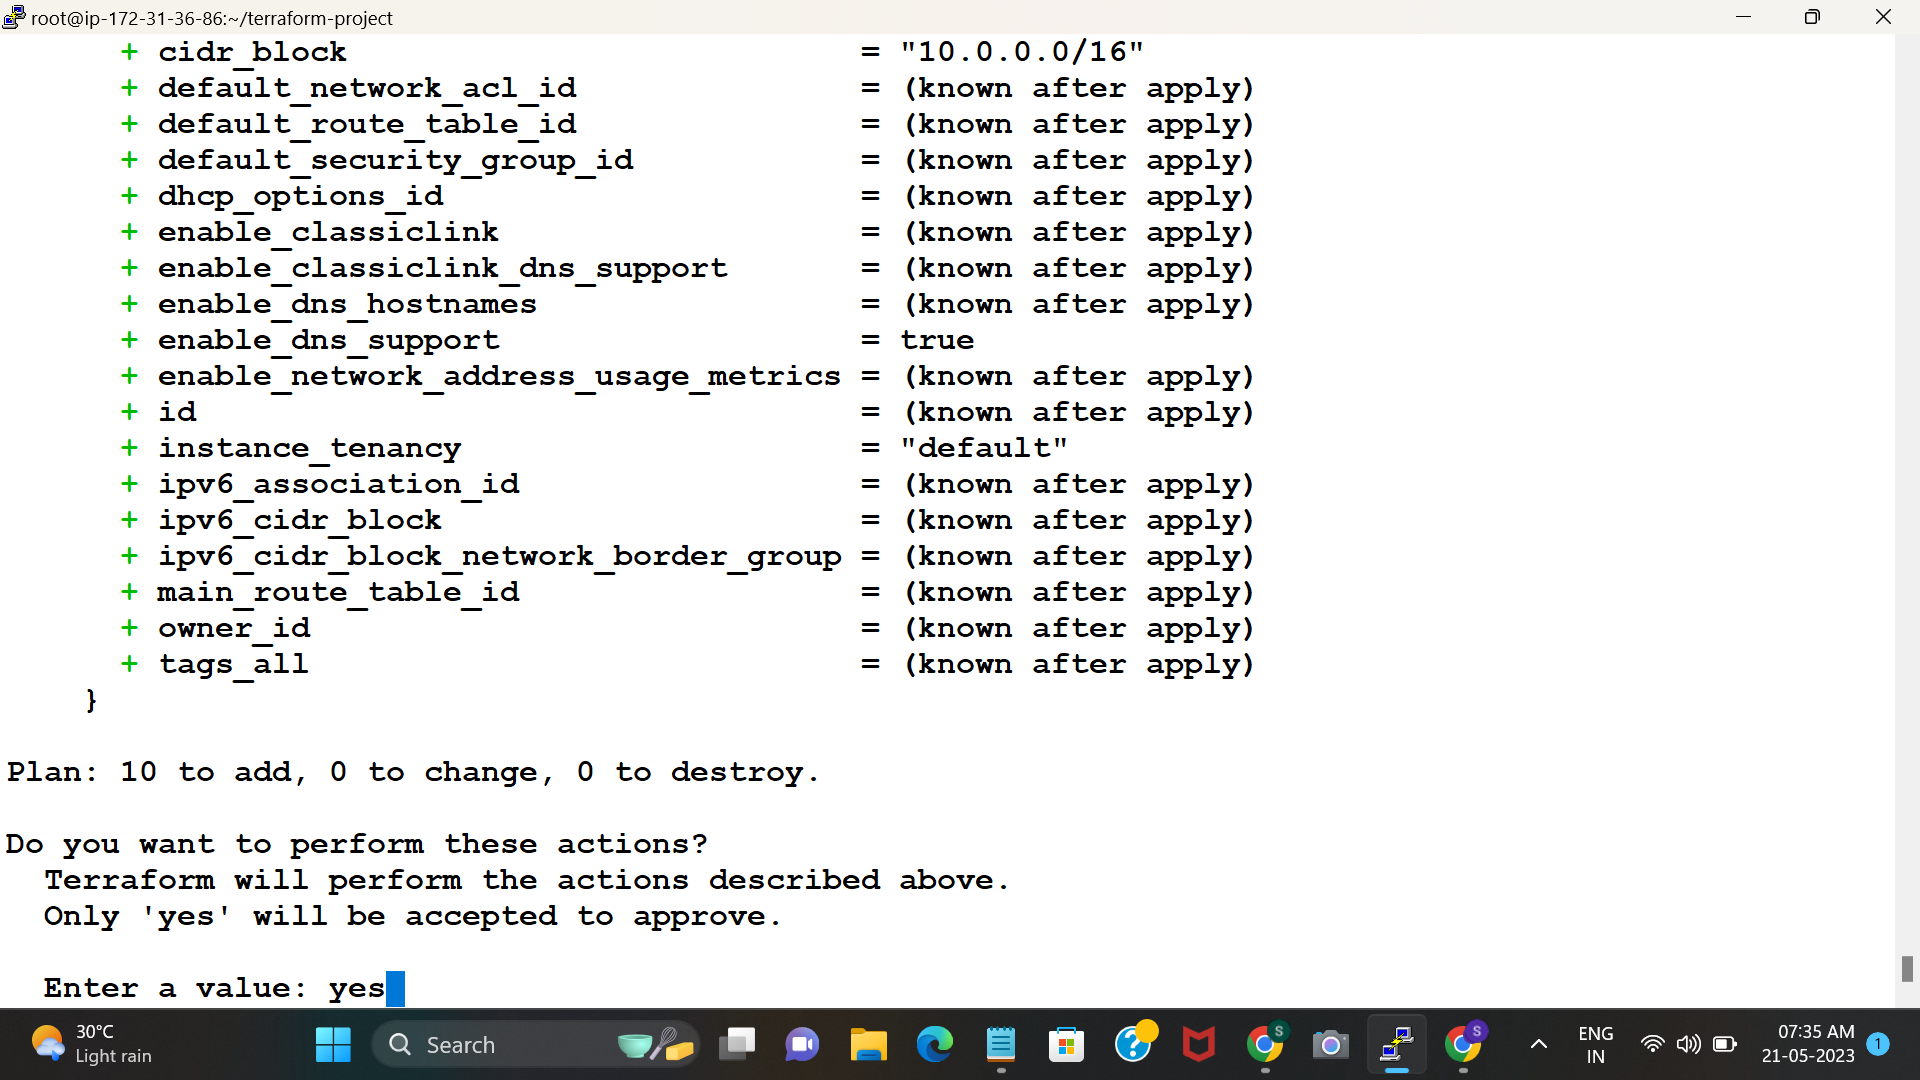 root@ip-172-31-36-86:~/terraform-project
+ cidr_block = "10.0.0.0/16"
+ default_network_acl_id = (known after apply)
+ default_route_table_id = (known after apply)
+ default_security_group_id = (known after apply)
+ dhcp_options_id = (known after apply)
+ enable_classiclink = (known after apply)
+ enable_classiclink_dns_support = (known after apply)
+ enable_dns_hostnames = (known after apply)
+ enable_dns_support = true
+ enable_network_address_usage_metrics = (known after apply)
+ id = (known after apply)
+ instance_tenancy = "default"
+ ipv6_association_id = (known after apply)
+ ipv6_cidr_block = (known after apply)
+ ipv6_cidr_block_network_border_group = (known after apply)
+ main_route_table_id = (known after apply)
+ owner_id = (known after apply)
+ tags_all = (known after apply)
}
Plan: 10 to add, 0 to change, 0 to destroy.
Do you want to perform these actions?
Terraform will perform the actions described above.
Only 'yes' will be accepted to approve.
Enter a value: yes
30°C
Light rain
Search
S
S
ENG
IN
07:35 AM
21-05-2023
1